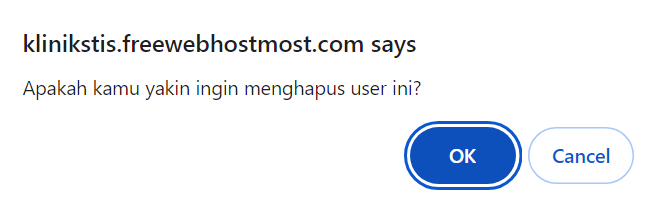 klinikstis.freewebhostmost.com says
Apakah kamu yakin ingin menghapus user ini?
OK
Cancel